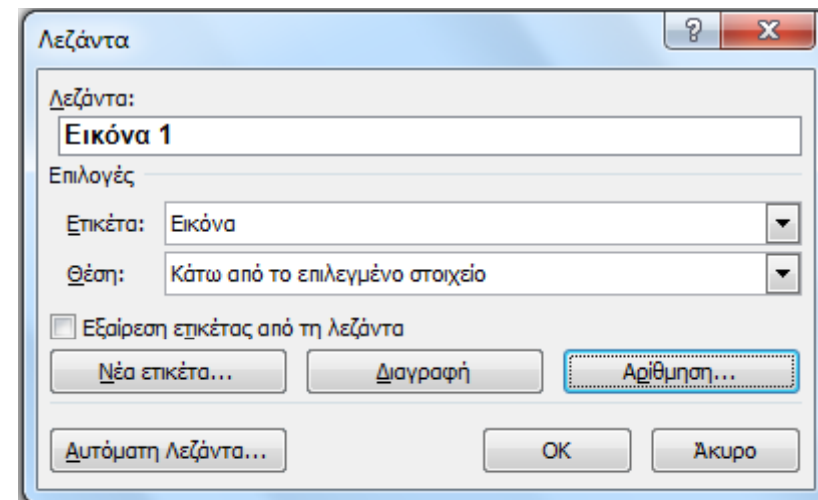 Λεζάντα
Λεζάντα:
Εικόνα 1
Επιλογές
Ετικέτα: Εικόνα
Θέση: Κάτω από το επιλεγμένο στοιχείο
Εξαίρεση ετικέτας από τη λεζάντα
Νέα ετικέτα... Διαγραφή Αρίθμηση...
Αυτόματη Λεζάντα... OK Άκυρο